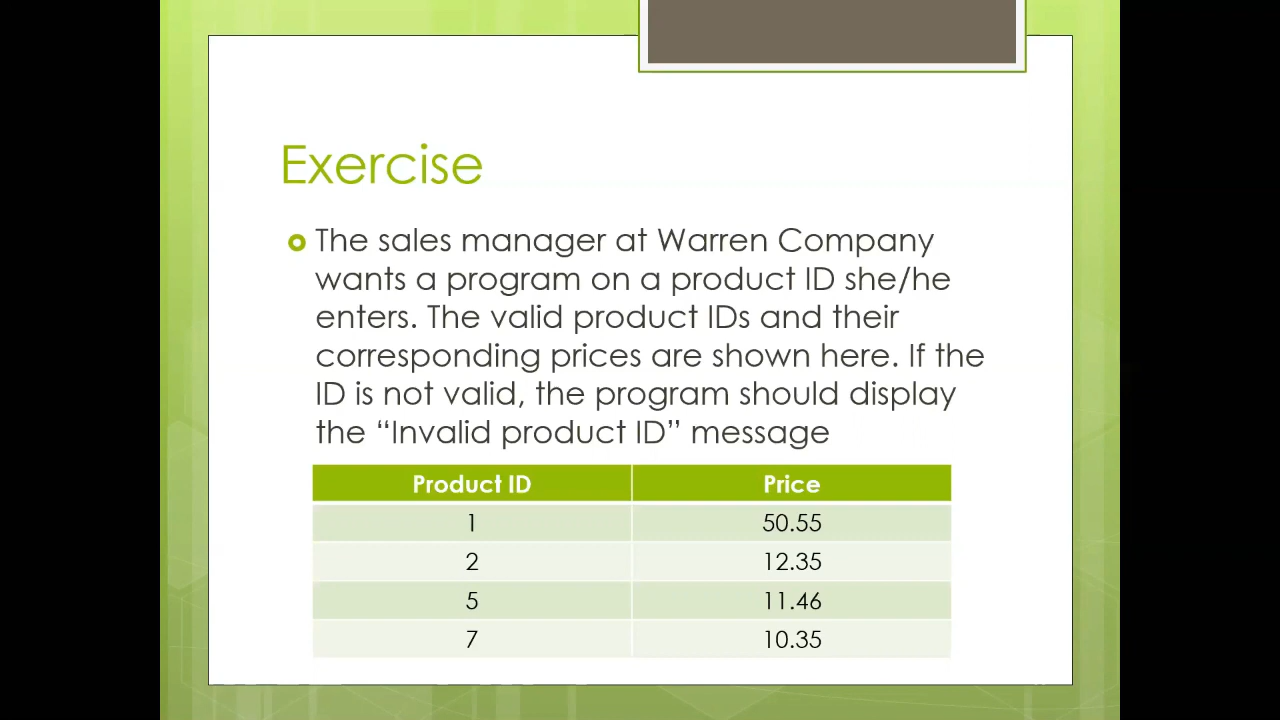 Exercise
The sales manager at Warren Company
wants a program on a product ID she/he
enters. The valid product IDs and their
corresponding prices are shown here. If the
ID is not valid, the program should display
the “Invalid product ID” message
Product ID Price
1 50.55
2 12.35
5 11.46
7 10.35